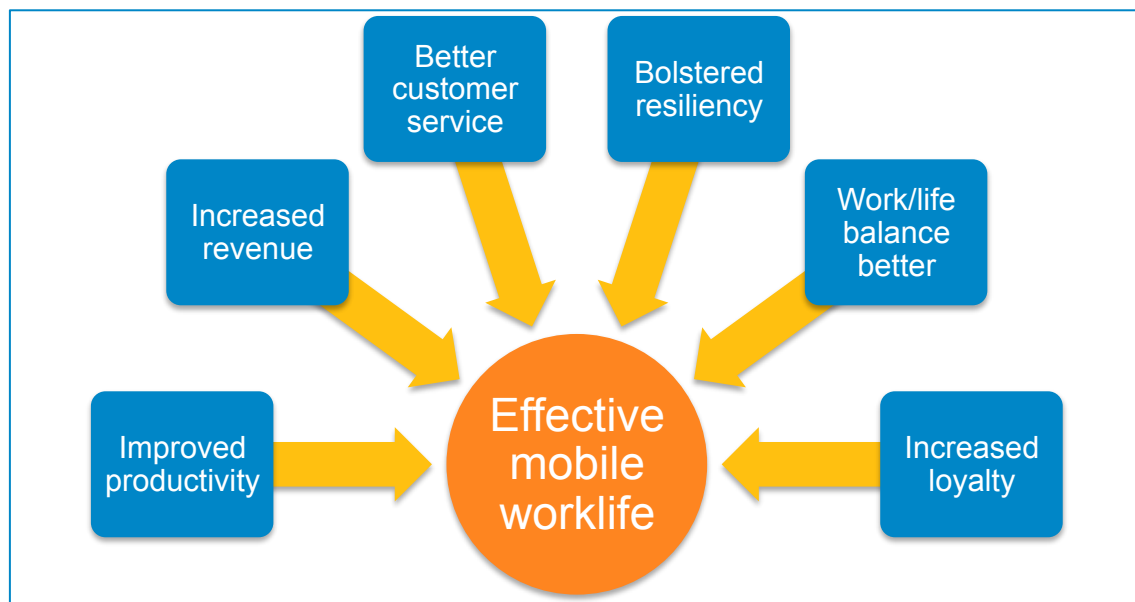 Better
customer
service
Bolstered
resiliency
Increased
revenue
Work/life
balance
better
Improved
productivity
Effective
mobile
worklife
Increased
loyalty